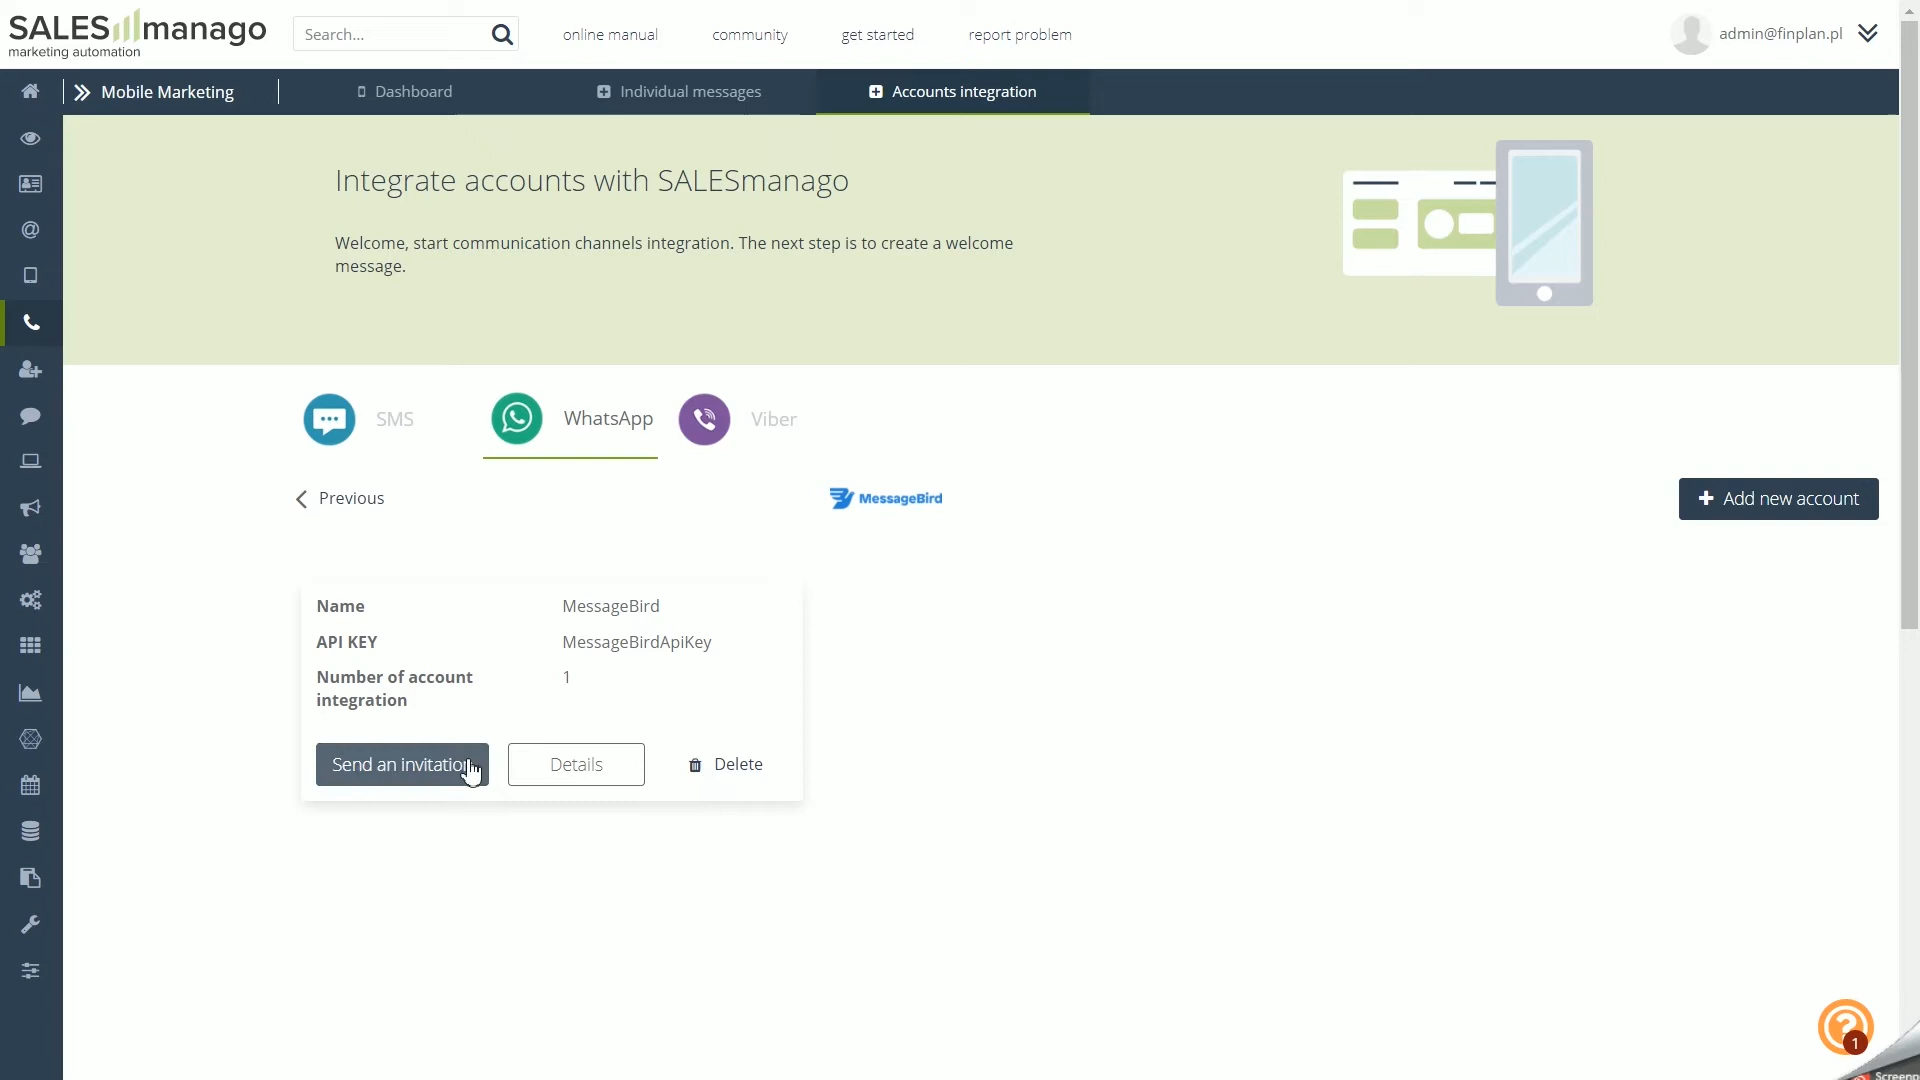 SALESmanago
marketing automation
Search...
online manual
community
get started
report problem
admin@finplan.pl
Mobile Marketing
Dashboard
Individual messages
Accounts integration
Integrate accounts with SALESmanago
Welcome, start communication channels integration. The next step is to create a welcome
message.
SMS
WhatsApp
Viber
Previous
MessageBird
Add new account
Name
MessageBird
API KEY
MessageBirdApiKey
Number of account
integration
1
Send an invitation
Details
Delete
1